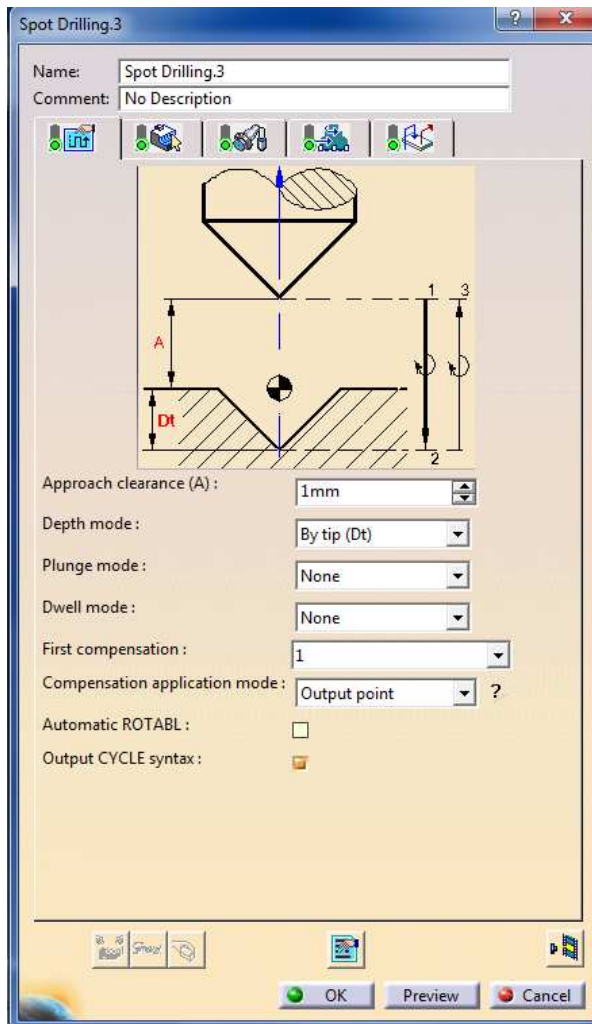 Spot Drilling.3
?
Name: Spot Drilling.3
Comment: No Description
1 3
A
Dt
2
Approach clearance (A) : 1mm
Depth mode : By tip (Dt)
Plunge mode : None
Dwell mode : None
First compensation : 1
Compensation application mode : Output point ?
Automatic ROTABL :
Output CYCLE syntax :
OK Preview Cancel